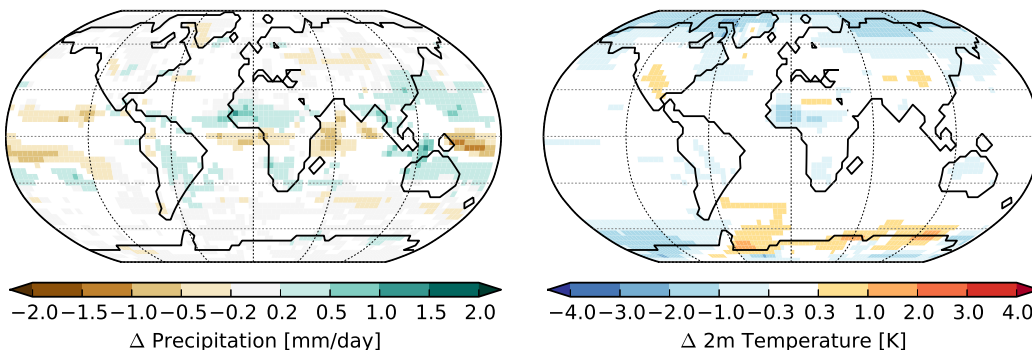 −2.0 −1.5 −1.0 −0.5 −0.2 0.2 0.5 1.0 1.5 2.0
Δ Precipitation [mm/day]
−4.0 −3.0 −2.0 −1.0 −0.3 0.3 1.0 2.0 3.0 4.0
Δ 2m Temperature [K]